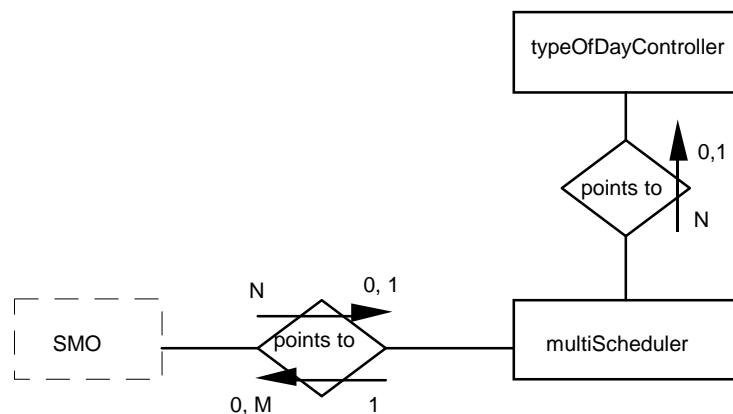 typeOfDayController
0,1
points to
N
N
0, 1
SMO
points to
multiScheduler
0, M
1